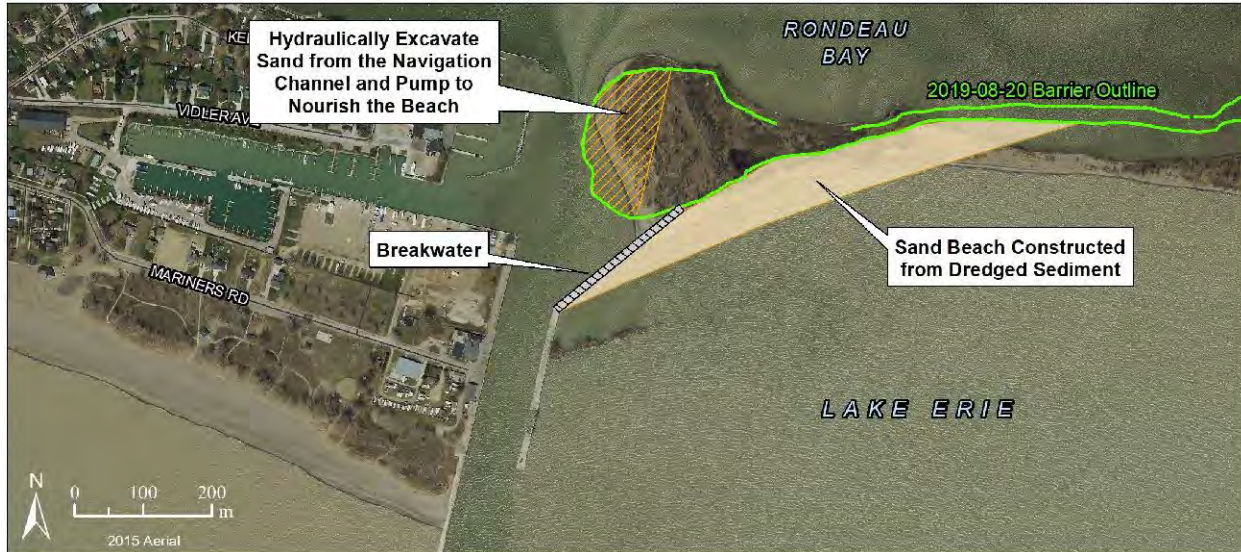 Hydraulically Excavate
Sand from the Navigation
Channel and Pump to
Nourish the Beach
RONDEAU
BAY
2019-08-20 Barrier Outline
VIDLER AVE
Breakwater
Sand Beach Constructed
from Dredged Sediment
MARINERS RD
LAKE ERIE
N
0 100 200
m
2015 Aerial